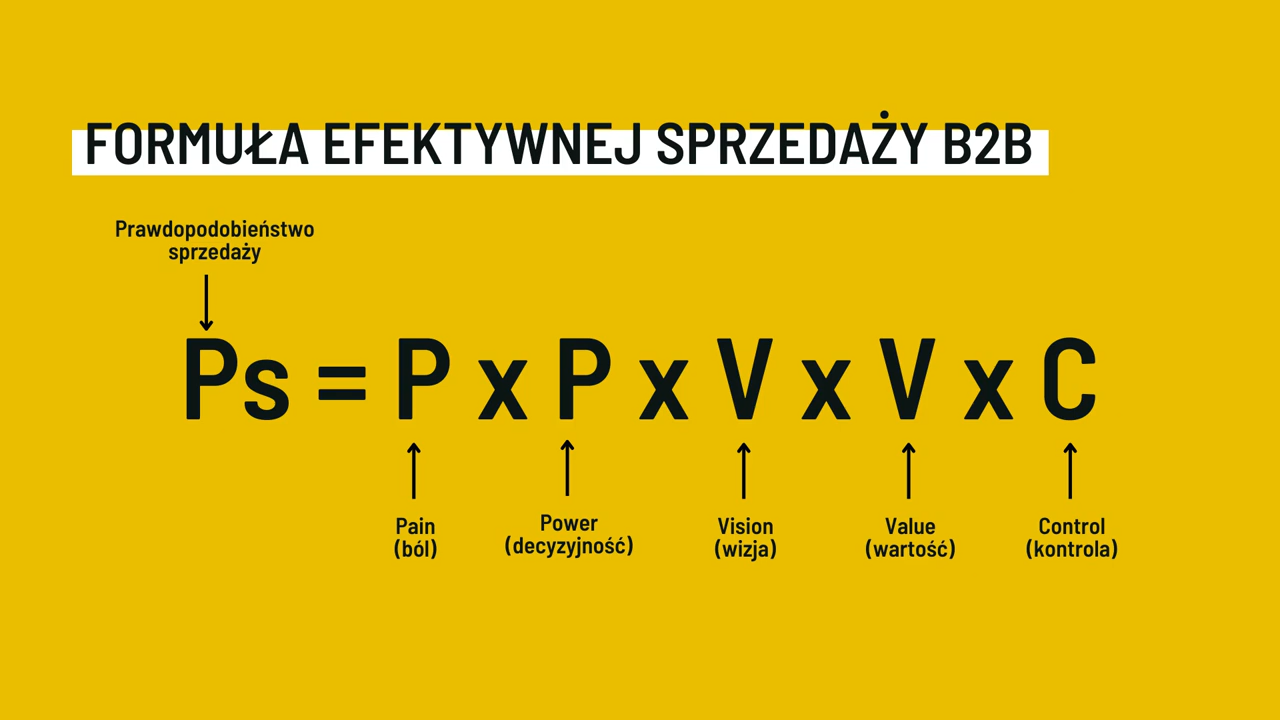 FORMUŁA EFEKTYWNEJ SPRZEDAŻY B2B
Prawdopodobieństwo
sprzedaży
Ps = P x P x V x V x C
Pain
(ból)
Power
(decyzyjność)
Vision
(wizja)
Value
(wartość)
Control
(kontrola)